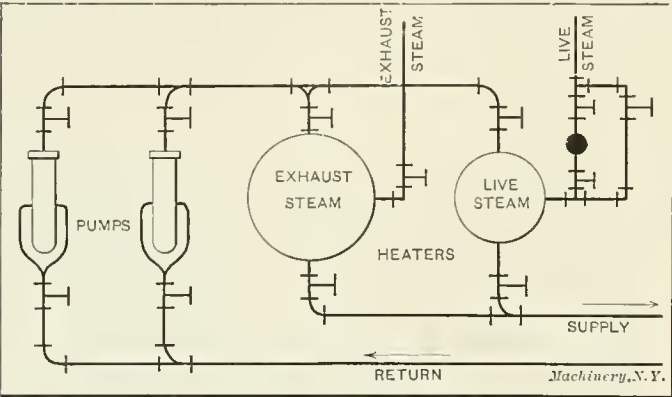 EXHAUST
STEAM
LIVE
STEAM
EXHAUST
STEAM
LIVE
STEAM
PUMPS
HEATERS
SUPPLY
RETURN
Machinery, N.Y.